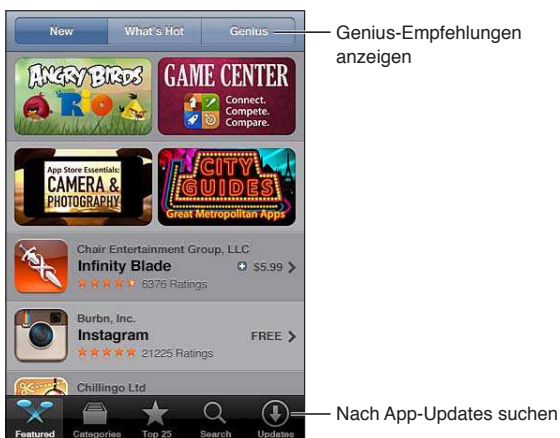 New What's Hot Genius
Genius-Empfehlungen
anzeigen
ANGRY BIRDS
RIO
GAME CENTER
Connect.
Compete.
Compare.
App Store Essentials:
CAMERA &
PHOTOGRAPHY
CITY
GUIDES
Great Metropolitan Apps
Chair Entertainment Group, LLC
Infinity Blade $5.99
6376 Ratings
Burbn, Inc.
Instagram FREE
21225 Ratings
Chillingo Ltd
Nach App-Updates suchen
Featured Categories Top 25 Search Updates